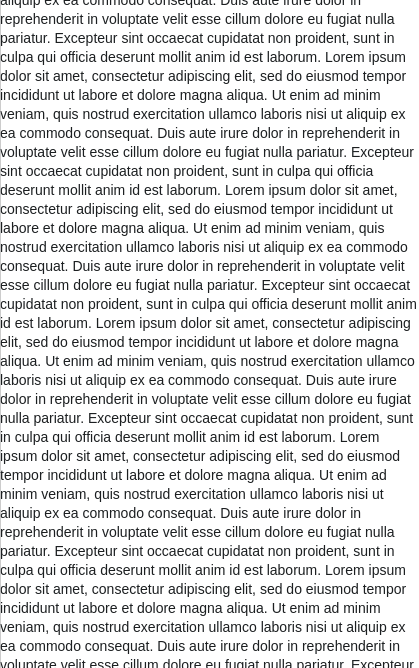 aliquip ex ea commodo consequat. Duis aute irure dolor in
reprehenderit in voluptate velit esse cillum dolore eu fugiat nulla
pariatur. Excepteur sint occaecat cupidatat non proident, sunt in
culpa qui officia deserunt mollit anim id est laborum. Lorem ipsum
dolor sit amet, consectetur adipiscing elit, sed do eiusmod tempor
incididunt ut labore et dolore magna aliqua. Ut enim ad minim
veniam, quis nostrud exercitation ullamco laboris nisi ut aliquip ex
ea commodo consequat. Duis aute irure dolor in reprehenderit in
voluptate velit esse cillum dolore eu fugiat nulla pariatur. Excepteur
sint occaecat cupidatat non proident, sunt in culpa qui officia
deserunt mollit anim id est laborum. Lorem ipsum dolor sit amet,
consectetur adipiscing elit, sed do eiusmod tempor incididunt ut
labore et dolore magna aliqua. Ut enim ad minim veniam, quis
nostrud exercitation ullamco laboris nisi ut aliquip ex ea commodo
consequat. Duis aute irure dolor in reprehenderit in voluptate velit
esse cillum dolore eu fugiat nulla pariatur. Excepteur sint occaecat
cupidatat non proident, sunt in culpa qui officia deserunt mollit anim
id est laborum. Lorem ipsum dolor sit amet, consectetur adipiscing
elit, sed do eiusmod tempor incididunt ut labore et dolore magna
aliqua. Ut enim ad minim veniam, quis nostrud exercitation ullamco
laboris nisi ut aliquip ex ea commodo consequat. Duis aute irure
dolor in reprehenderit in voluptate velit esse cillum dolore eu fugiat
nulla pariatur. Excepteur sint occaecat cupidatat non proident, sunt
in culpa qui officia deserunt mollit anim id est laborum. Lorem
ipsum dolor sit amet, consectetur adipiscing elit, sed do eiusmod
tempor incididunt ut labore et dolore magna aliqua. Ut enim ad
minim veniam, quis nostrud exercitation ullamco laboris nisi ut
aliquip ex ea commodo consequat. Duis aute irure dolor in
reprehenderit in voluptate velit esse cillum dolore eu fugiat nulla
pariatur. Excepteur sint occaecat cupidatat non proident, sunt in
culpa qui officia deserunt mollit anim id est laborum. Lorem ipsum
dolor sit amet, consectetur adipiscing elit, sed do eiusmod tempor
incididunt ut labore et dolore magna aliqua. Ut enim ad minim
veniam, quis nostrud exercitation ullamco laboris nisi ut aliquip ex
ea commodo consequat. Duis aute irure dolor in reprehenderit in
voluptate velit esse cillum dolore eu fugiat nulla pariatur. Excepteur